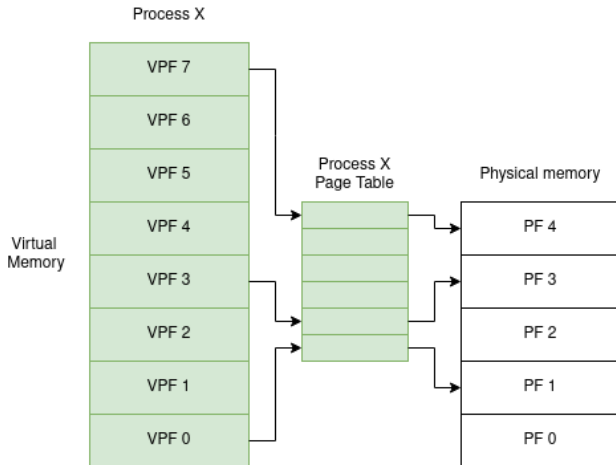 Process X
VPF 7
VPF 6
VPF 5
VPF 4
VPF 3
VPF 2
VPF 1
VPF 0
Virtual
Memory
Process X
Page Table
Physical memory
PF 4
PF 3
PF 2
PF 1
PF 0